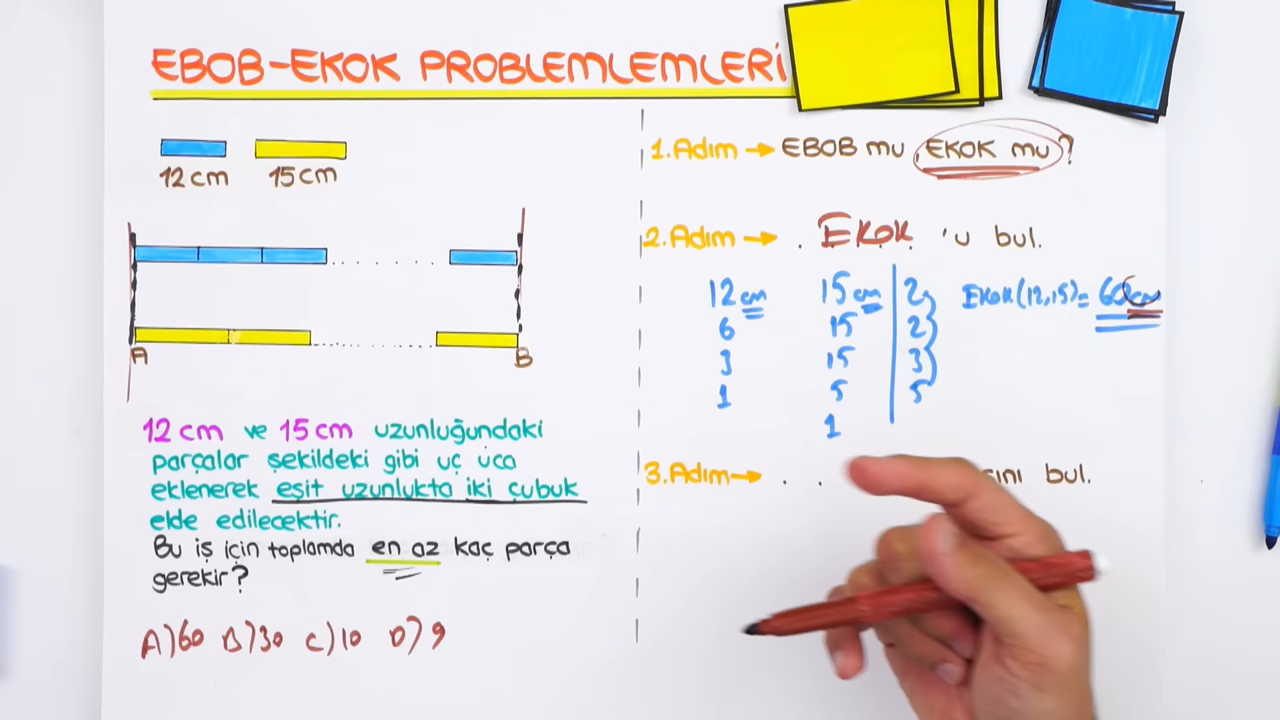 EBOB-EKOK PROBLEMLEMLERİ
12 cm 15 cm
A B
12 cm ve 15 cm uzunluğundaki
parçalar şekildeki gibi uç uca
eklenerek eşit uzunlukta iki çubuk
elde edilecektir.
Bu iş için toplamda en az kaç parça
gerekir?
A)60 B)30 C)10 D)9
1.Adım → EBOB mu, EKOK mu?
2.Adım → . EKOK 'u bul.
12 cm 15 cm 2 EKOK(12,15)= 60 cm
6 15 2
3 15 3
1 5 5
1
3.Adım → . . sını bul.